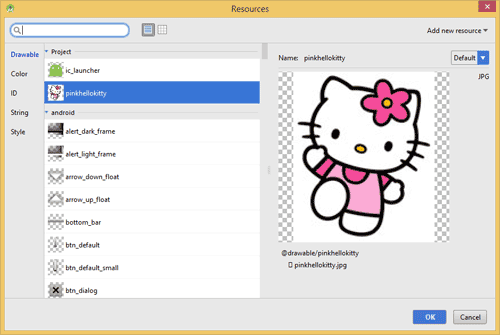 Resources
Add new resource
Drawable
Color
ID
String
Style
Project
ic_launcher
pinkhellokitty
android
alert_dark_frame
alert_light_frame
arrow_down_float
arrow_up_float
bottom_bar
btn_default
btn_default_small
btn_dialog
Name: pinkhellokitty
Default
JPG
@drawable/pinkhellokitty
pinkhellokitty.jpg
OK
Cancel